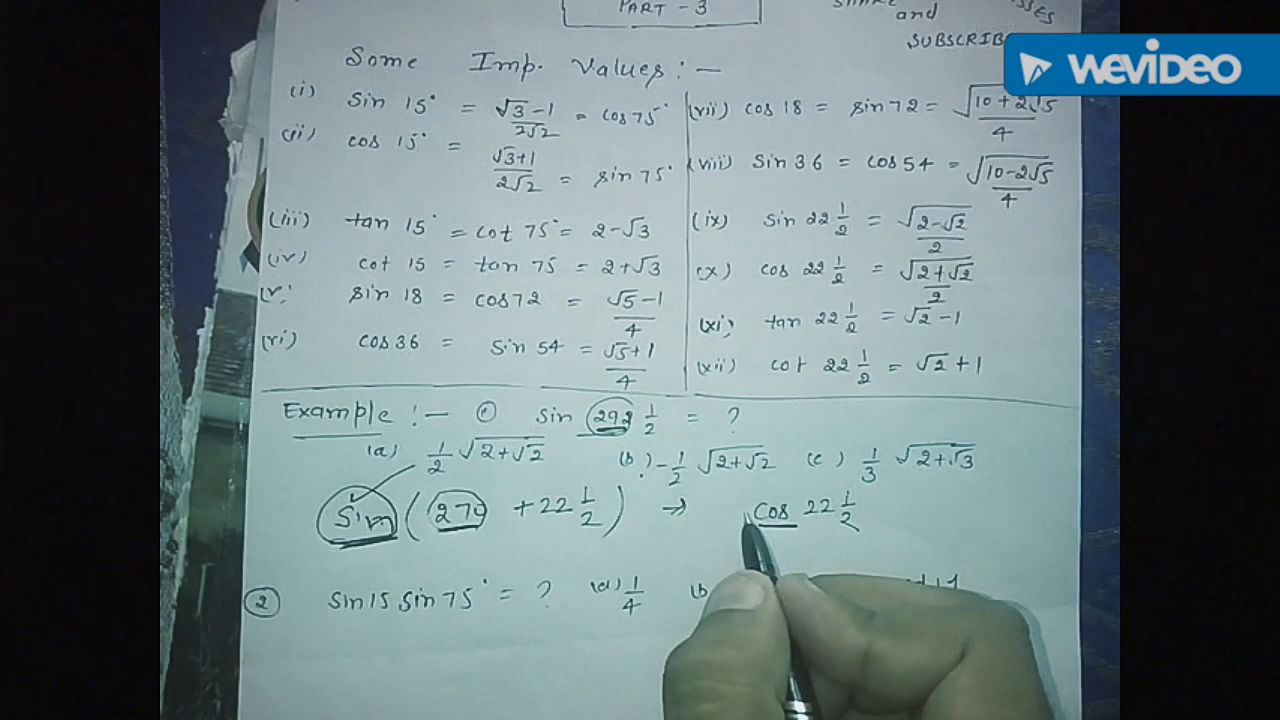 PART - 3
and
SUBSCRIB
WEVIDEO
Some Imp. Values :-
(i) sin 15° = √3-1/2√2 = cos 75°
(ii) cos 15° = √3+1/2√2 = sin 75°
(iii) tan 15° = cot 75° = 2-√3
(iv) cot 15 = tan 75 = 2+√3
(v) sin 18 = cos 72 = √5-1/4
(vi) cos 36 = sin 54 = √5+1/4
(vii) cos 18 = sin 72 = √10+2√5/4
(viii) sin 36 = cos 54 = √10-2√5/4
(ix) sin 22 1/2 = √2-√2/2
(x) cos 22 1/2 = √2+√2/2
(xi) tan 22 1/2 = √2-1
(xii) cot 22 1/2 = √2+1
Example :- ① sin 292 1/2 = ?
(a) 1/2 √2+√2 (b) -1/2 √2+√2 (c) 1/3 √2+√3
Sin (270 + 22 1/2) → cos 22 1/2
② sin 15 sin 75° = ? (a) 1/4 (b